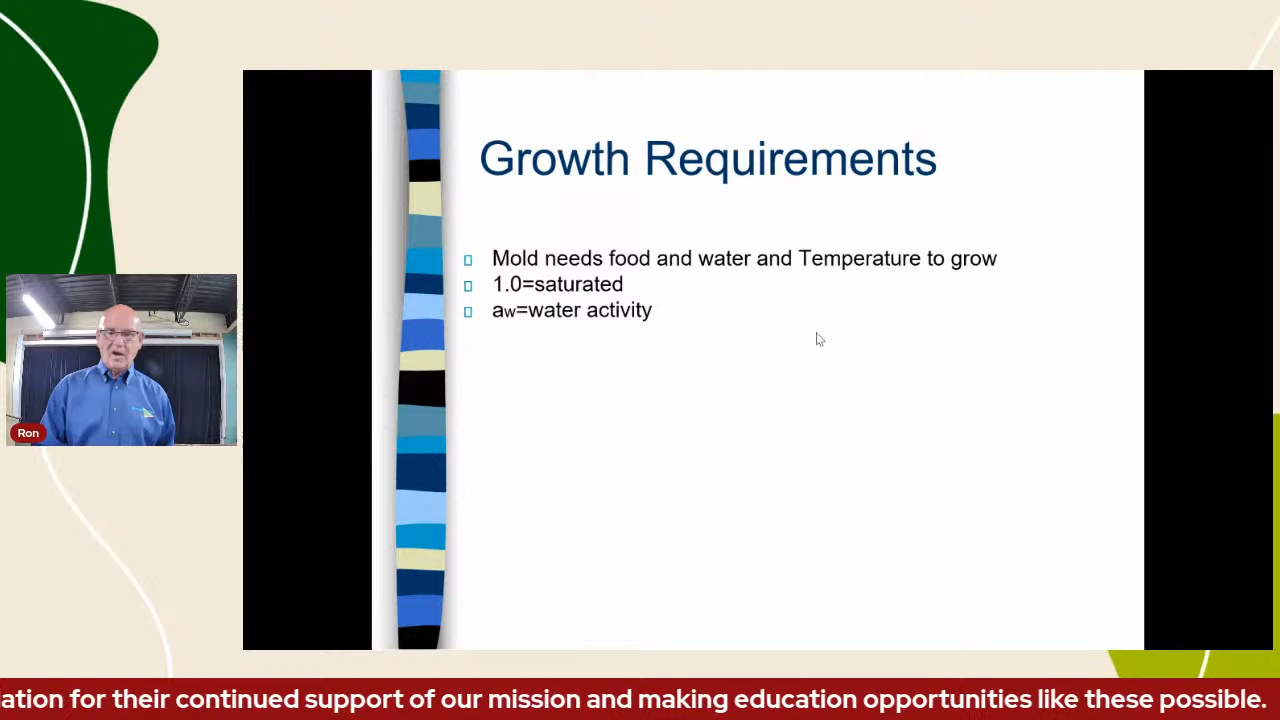 Growth Requirements
Mold needs food and water and Temperature to grow
1.0=saturated
aw=water activity
Ron
lation for their continued support of our mission and making education opportunities like these possible.